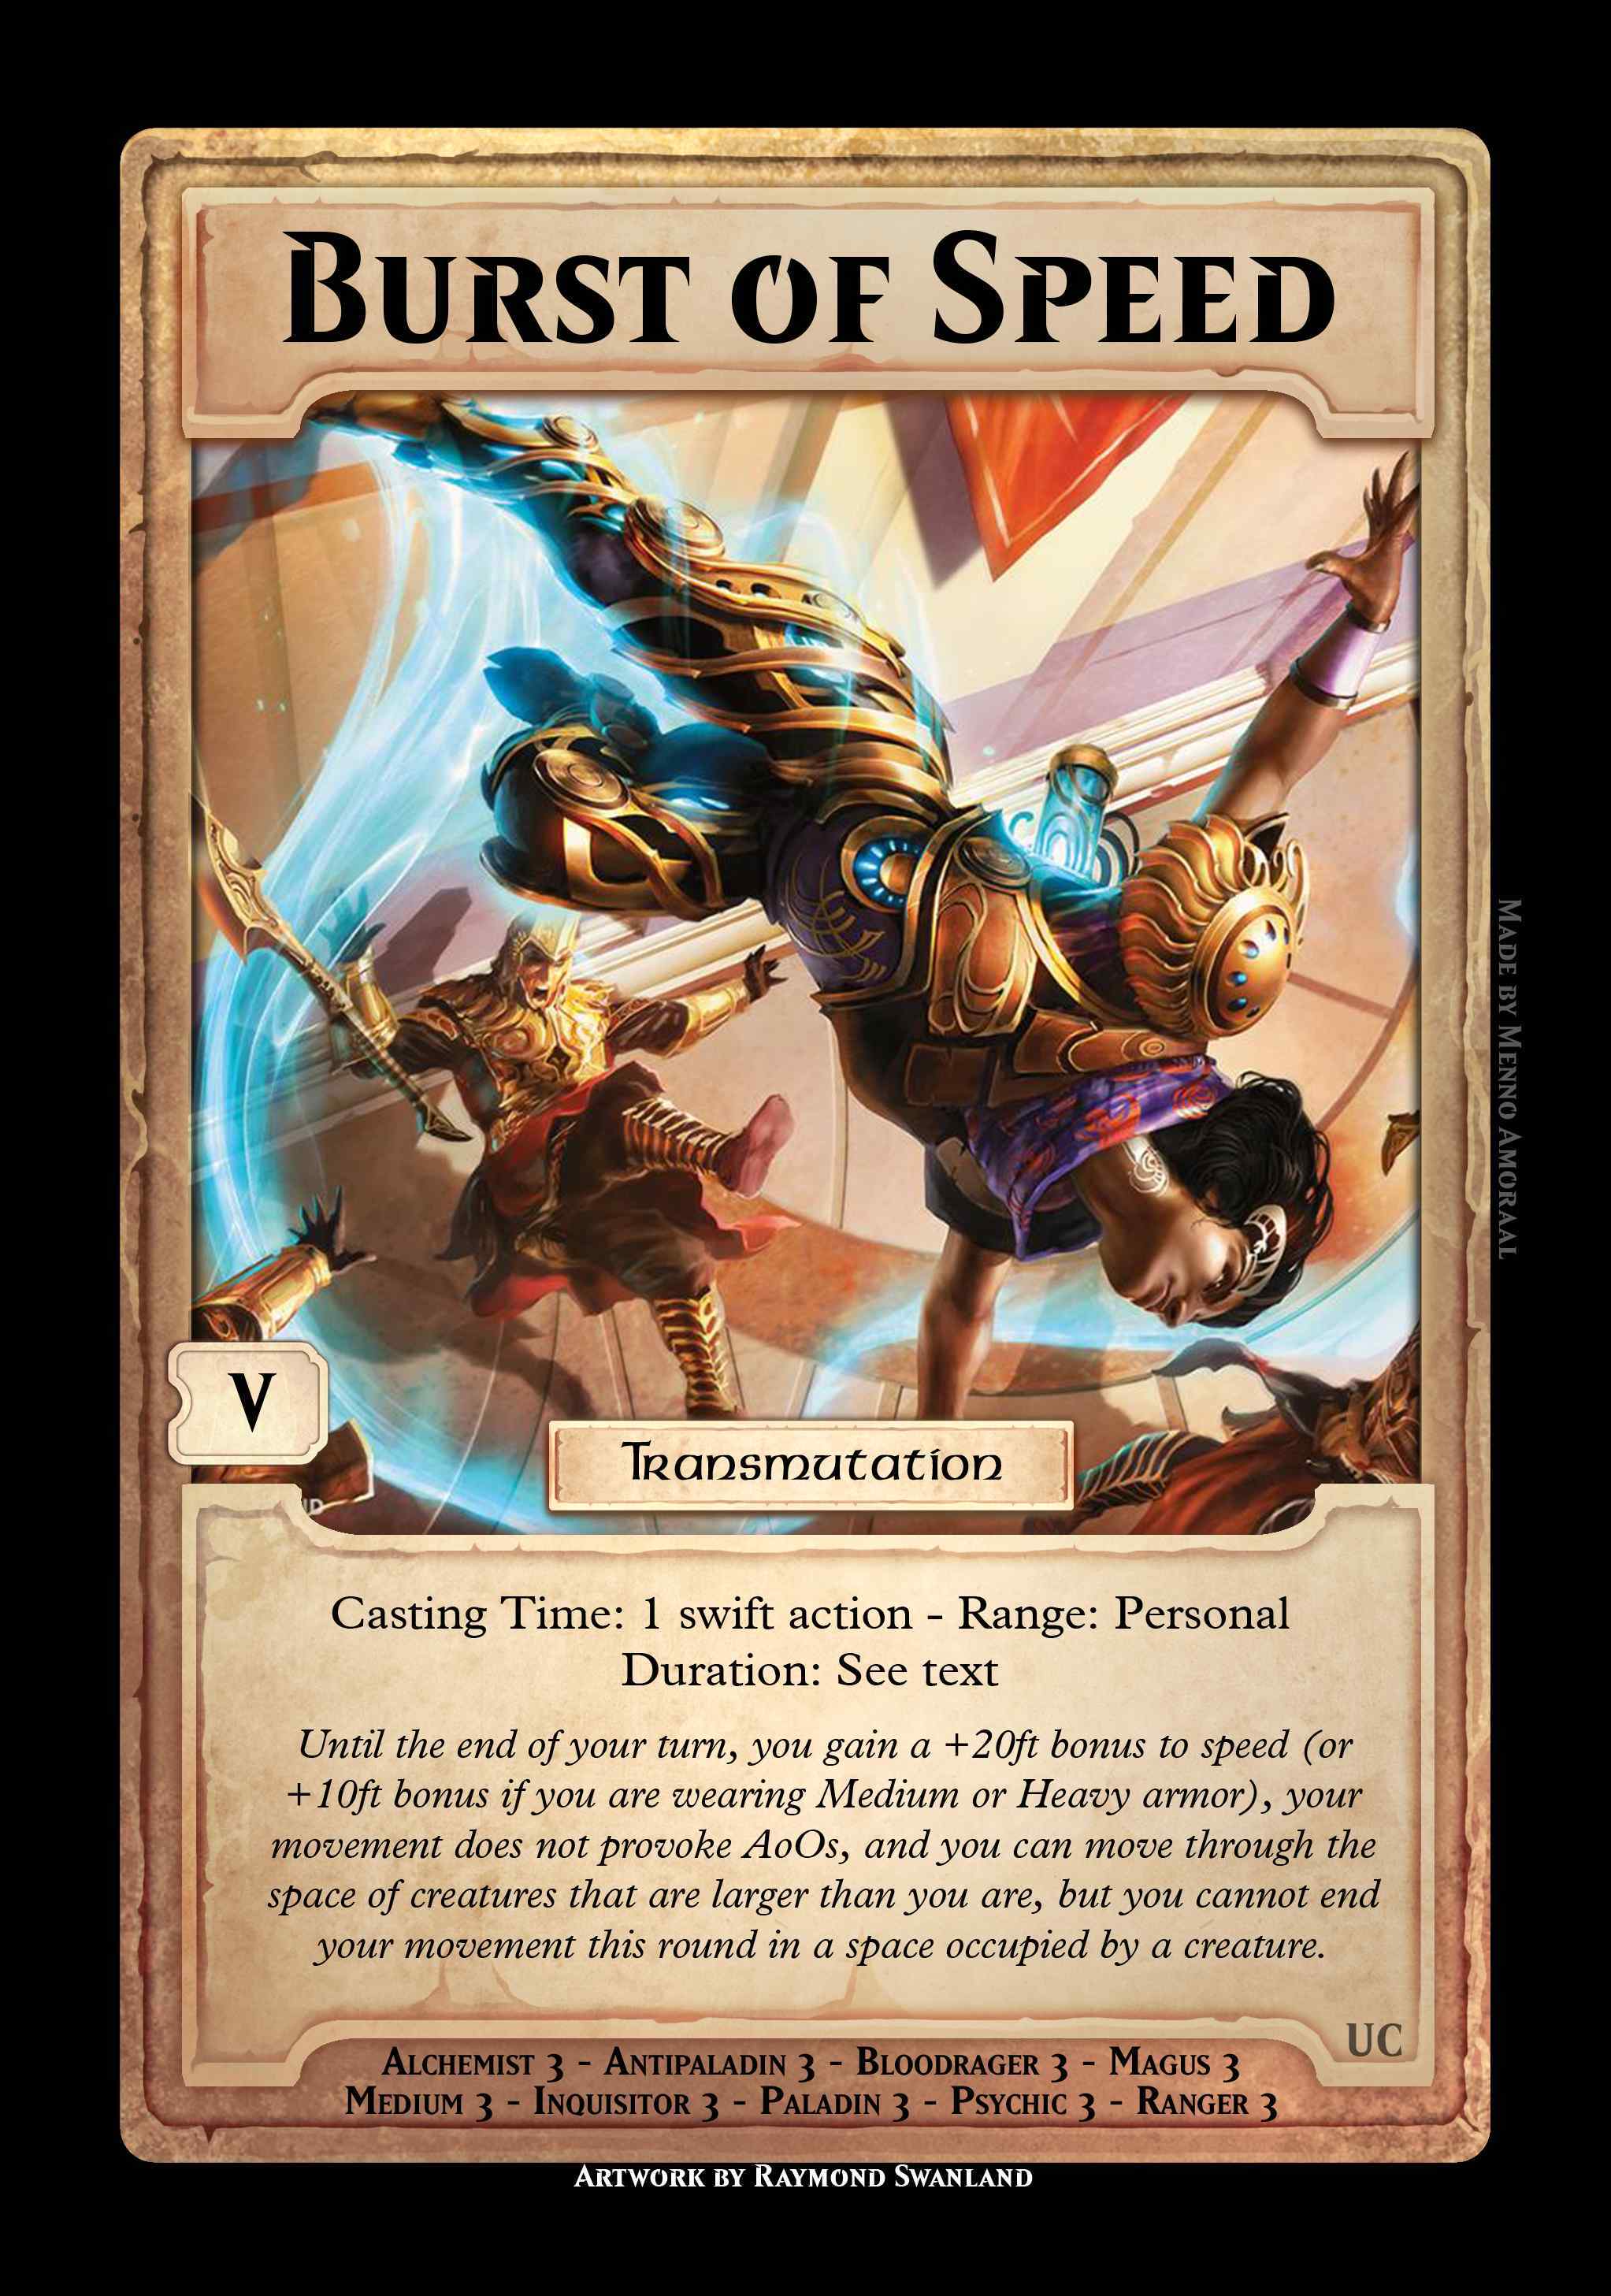 Burst of Speed
V
Transmutation
Casting Time: 1 swift action - Range: Personal
Duration: See text
Until the end of your turn, you gain a +20ft bonus to speed (or
+10ft bonus if you are wearing Medium or Heavy armor), your
movement does not provoke AoOs, and you can move through the
space of creatures that are larger than you are, but you cannot end
your movement this round in a space occupied by a creature.
UC
Alchemist 3 - Antipaladin 3 - Bloodrager 3 - Magus 3
Medium 3 - Inquisitor 3 - Paladin 3 - Psychic 3 - Ranger 3
Artwork by Raymond Swanland
Made by Menno Amoraal